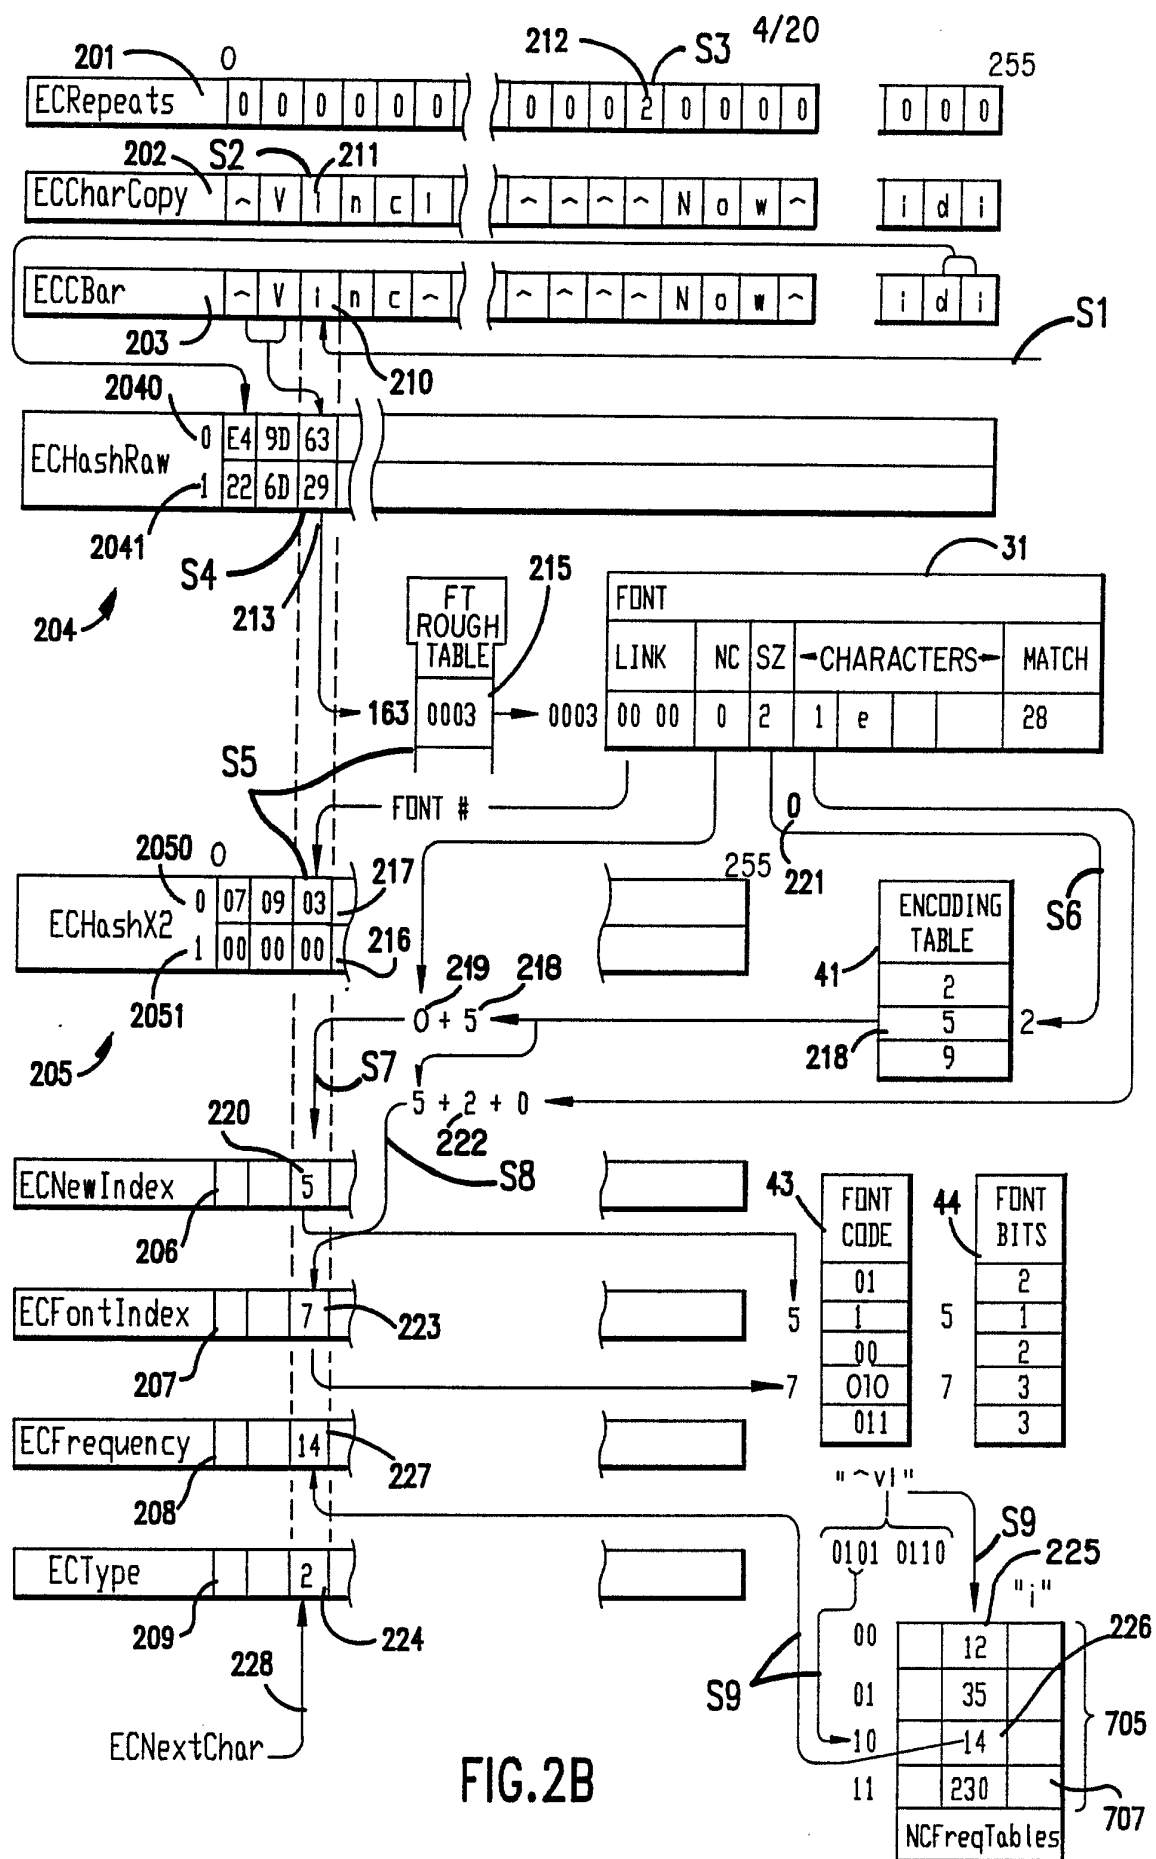 4/20
201 0 212 S3 255
ECRepeats 0 0 0 0 0 0 0 0 0 2 0 0 0 0 0 0 0
202 S2 211
ECCharCopy ~ V i n c l ^ ^ ^ ^ N o w ^ i d i
ECCBar ~ V i n c ~ ^ ^ ^ ^ N o w ^ i d i
203 210 S1
2040
ECHashRaw
0 E4 9D 63
1 22 6D 29
2041 S4 213
204
31
215
FT
ROUGH
TABLE
163 0003 0003
FONT
LINK NC SZ CHARACTERS MATCH
00 00 0 2 1 e 28
S5
FONT #
0
221
S6
0 255
2050 217
ECHashX2
0 07 09 03
1 00 00 00
2051 216
205
ENCODING
TABLE
41
2
5 2
218
9
219 218
0 + 5
S7
5 + 2 + 0
222
S8
220
ECNewIndex 5
206
43 FONT
CODE
01
5 1
00
7 010
011
44 FONT
BITS
2
5 1
2
7 3
3
ECFontIndex 7
223
207
ECFrequency 14
227
208
"^vl"
0101 0110
S9
225
"i"
ECType 2
209 224
228
ECNextChar
S9
00 12
01 35
10 14
11 230
226
705
707
NCFreqTables
FIG.2B